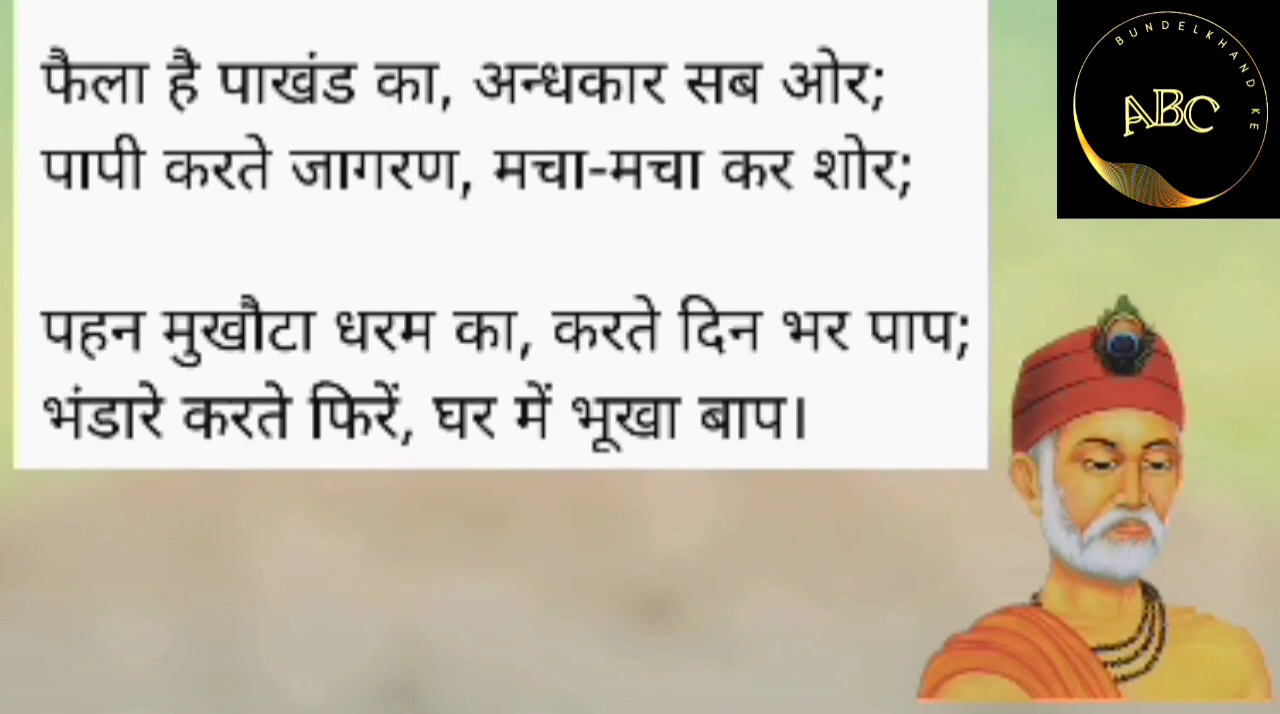 फैला है पाखंड का, अन्धकार सब ओर;
पापी करते जागरण, मचा-मचा कर शोर;
पहन मुखौटा धरम का, करते दिन भर पाप;
भंडारे करते फिरें, घर में भूखा बाप।
BUNDELKHAND KE
ABC